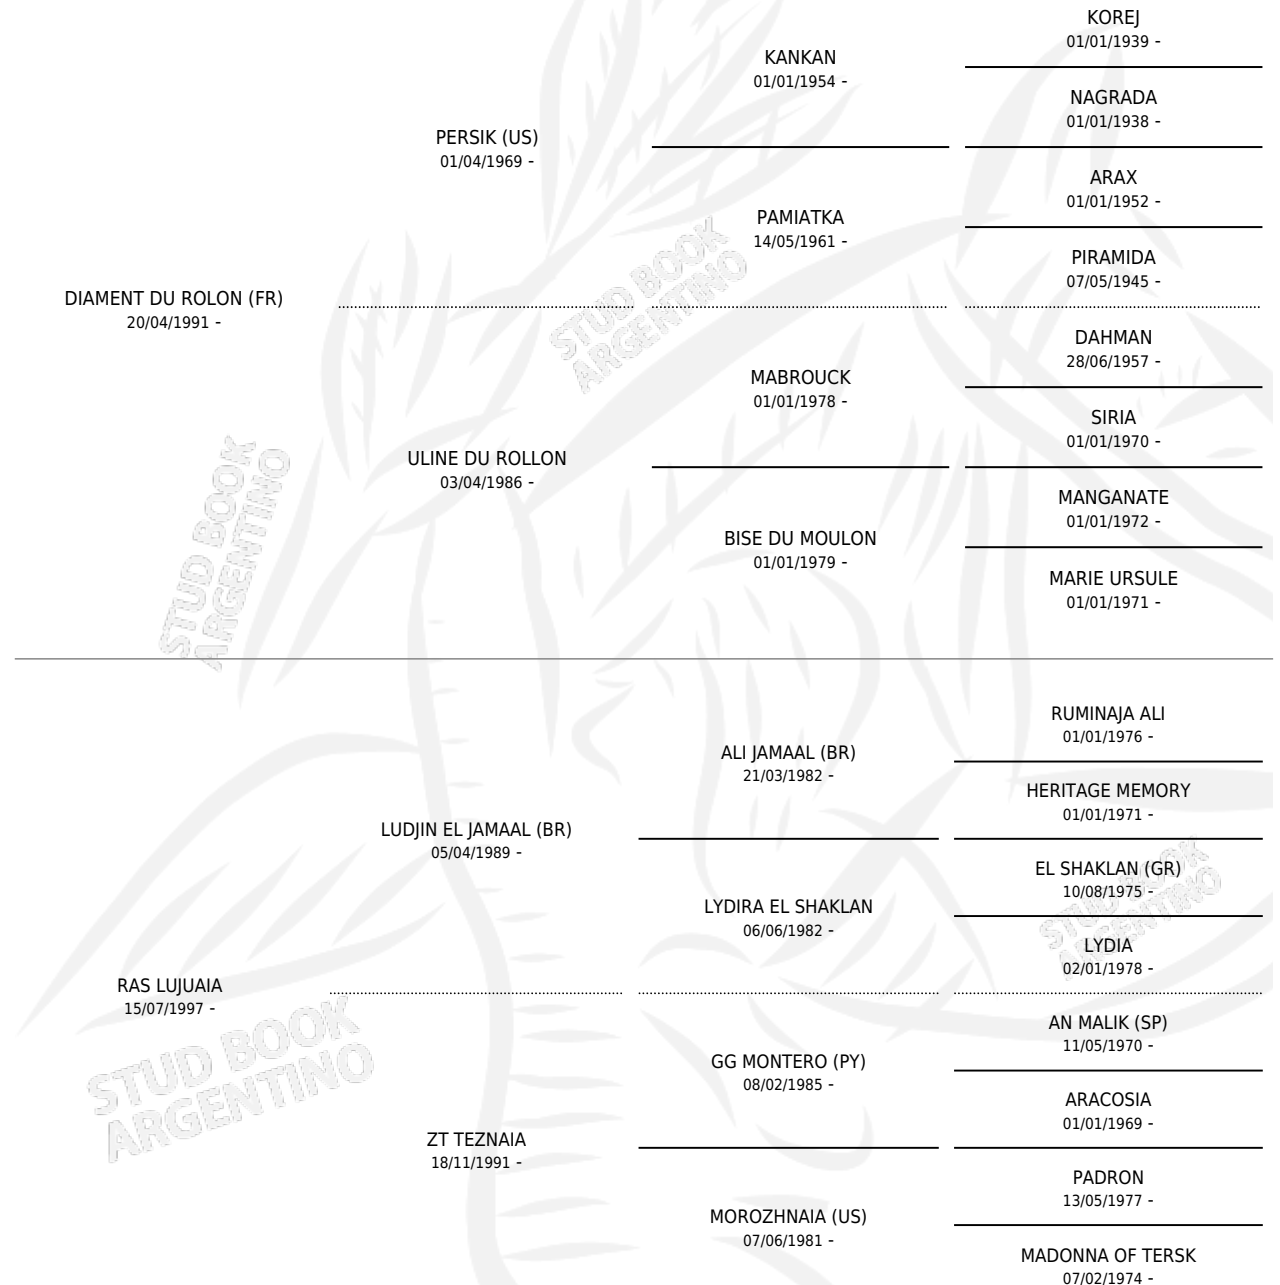 KOREJ
01/01/1939 -
KANKAN
01/01/1954 -
NAGRADA
01/01/1938 -
PERSIK (US)
01/04/1969 -
ARAX
01/01/1952 -
PAMIATKA
14/05/1961 -
PIRAMIDA
07/05/1945 -
DIAMENT DU ROLON (FR)
20/04/1991 -
DAHMAN
28/06/1957 -
MABROUCK
01/01/1978 -
SIRIA
01/01/1970 -
ULINE DU ROLLON
03/04/1986 -
MANGANATE
01/01/1972 -
BISE DU MOULON
01/01/1979 -
MARIE URSULE
01/01/1971 -
RUMINAJA ALI
01/01/1976 -
ALI JAMAAL (BR)
21/03/1982 -
HERITAGE MEMORY
01/01/1971 -
LUDJIN EL JAMAAL (BR)
05/04/1989 -
EL SHAKLAN (GR)
10/08/1975 -
LYDIRA EL SHAKLAN
06/06/1982 -
LYDIA
02/01/1978 -
RAS LUJUAIA
15/07/1997 -
AN MALIK (SP)
11/05/1970 -
GG MONTERO (PY)
08/02/1985 -
ARACOSIA
01/01/1969 -
ZT TEZNAIA
18/11/1991 -
PADRON
13/05/1977 -
MOROZHNAIA (US)
07/06/1981 -
MADONNA OF TERSK
07/02/1974 -
STUD BOOK
ARGENTINO
STUD BOOK
ARGENTINO
STUD BOOK
ARGENTINO
STUD BOOK
ARGENTINO